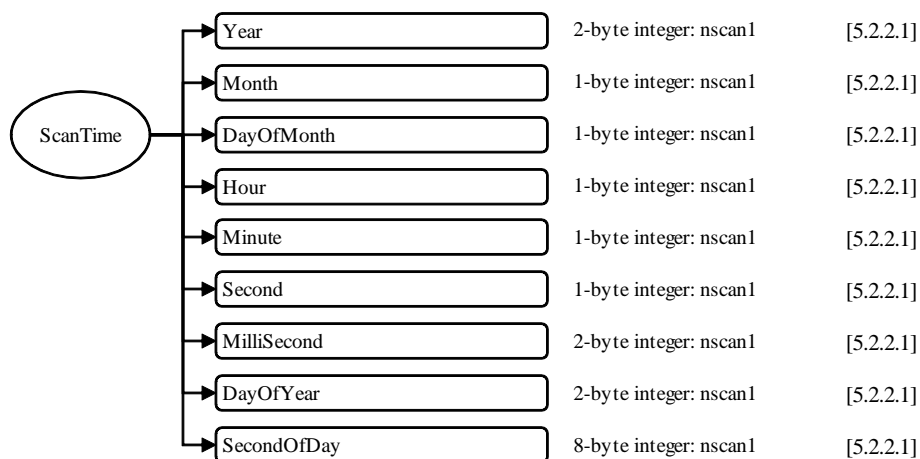 Year 2-byte integer: nscan1 [5.2.2.1]
Month 1-byte integer: nscan1 [5.2.2.1]
ScanTime DayOfMonth 1-byte integer: nscan1 [5.2.2.1]
Hour 1-byte integer: nscan1 [5.2.2.1]
Minute 1-byte integer: nscan1 [5.2.2.1]
Second 1-byte integer: nscan1 [5.2.2.1]
MilliSecond 2-byte integer: nscan1 [5.2.2.1]
DayOfYear 2-byte integer: nscan1 [5.2.2.1]
SecondOfDay 8-byte integer: nscan1 [5.2.2.1]